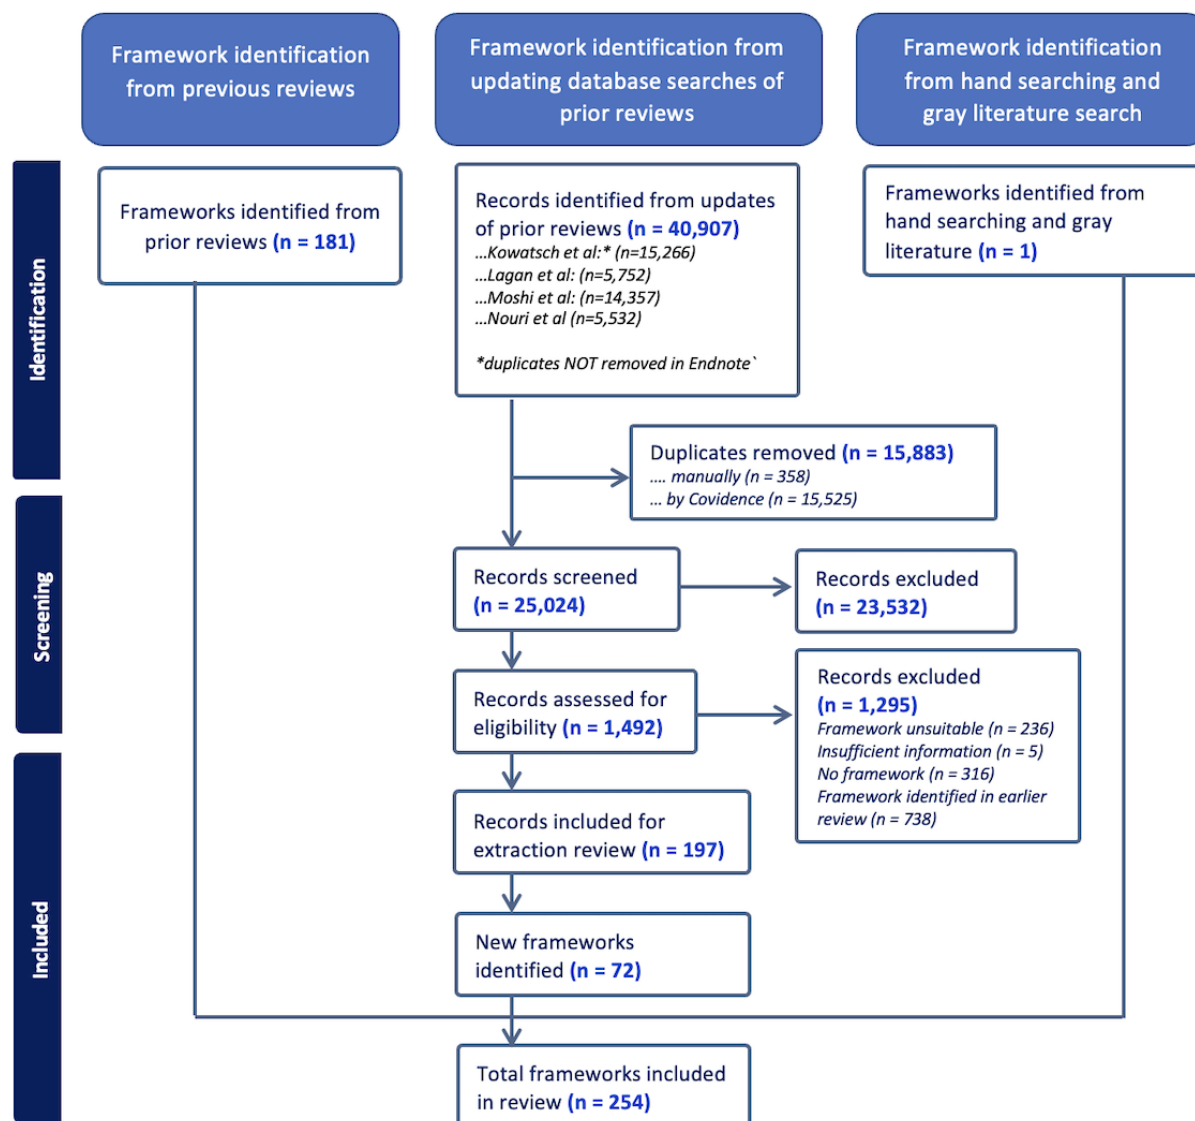 Framework identification
from previous reviews
Framework identification from
updating database searches of
prior reviews
Framework identification
from hand searching and
gray literature search
Identification
Frameworks identified from
prior reviews (n = 181)
Records identified from updates
of prior reviews (n = 40,907)
...Kowatsch et al:* (n=15,266)
...Lagan et al: (n=5,752)
...Moshi et al: (n=14,357)
...Nouri et al (n=5,532)
*duplicates NOT removed in Endnote`
Frameworks identified from
hand searching and gray
literature (n = 1)
Duplicates removed (n = 15,883)
.... manually (n = 358)
... by Covidence (n = 15,525)
Screening
Records screened
(n = 25,024)
Records excluded
(n = 23,532)
Records assessed for
eligibility (n = 1,492)
Records excluded
(n = 1,295)
Framework unsuitable (n = 236)
Insufficient information (n = 5)
No framework (n = 316)
Framework identified in earlier
review (n = 738)
Included
Records included for
extraction review (n = 197)
New frameworks
identified (n = 72)
Total frameworks included
in review (n = 254)